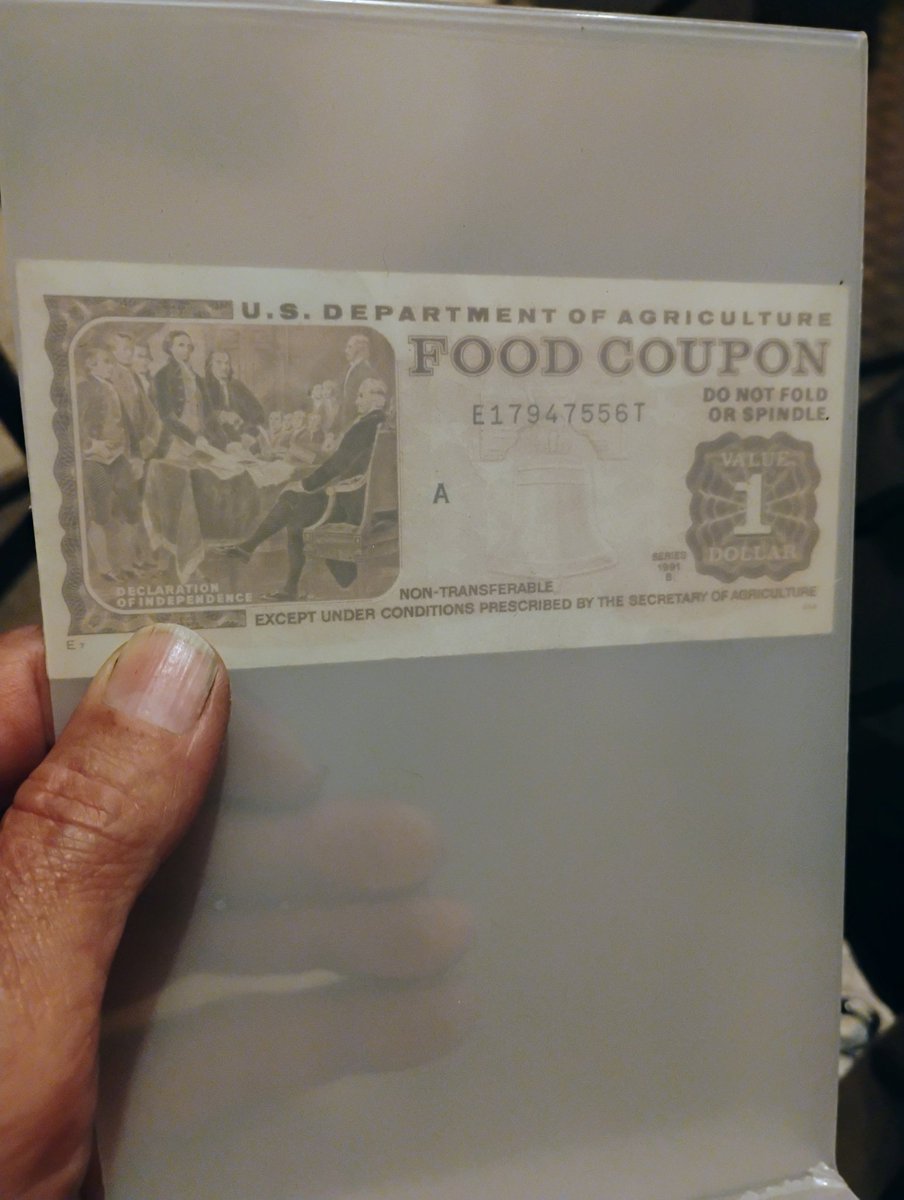 U.S. DEPARTMENT OF AGRICULTURE
FOOD COUPON
DO NOT FOLD
OR SPINDLE.
E17947556T
A
VALUE
1
DOLLAR
SERIES
1991
B
DECLARATION
OF INDEPENDENCE
NON-TRANSFERABLE
EXCEPT UNDER CONDITIONS PRESCRIBED BY THE SECRETARY OF AGRICULTURE
E 7